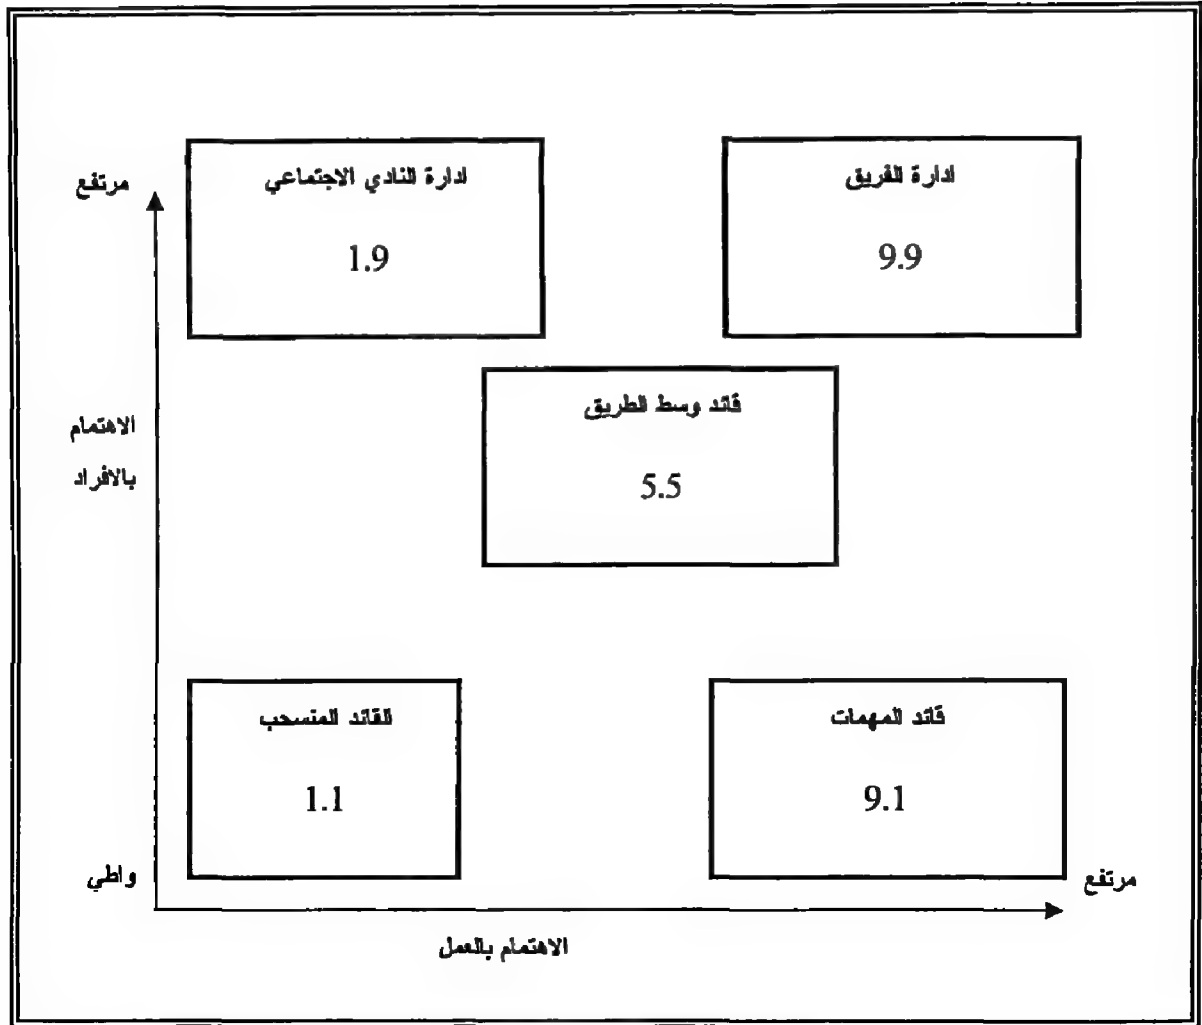 مرتفع
ادارة النادي الاجتماعي
1.9
ادارة الفريق
9.9
قائد وسط الطريق
5.5
الاهتمام
بالافراد
القائد المنسحب
1.1
قائد المهمات
9.1
واطي
مرتفع
الاهتمام بالعمل